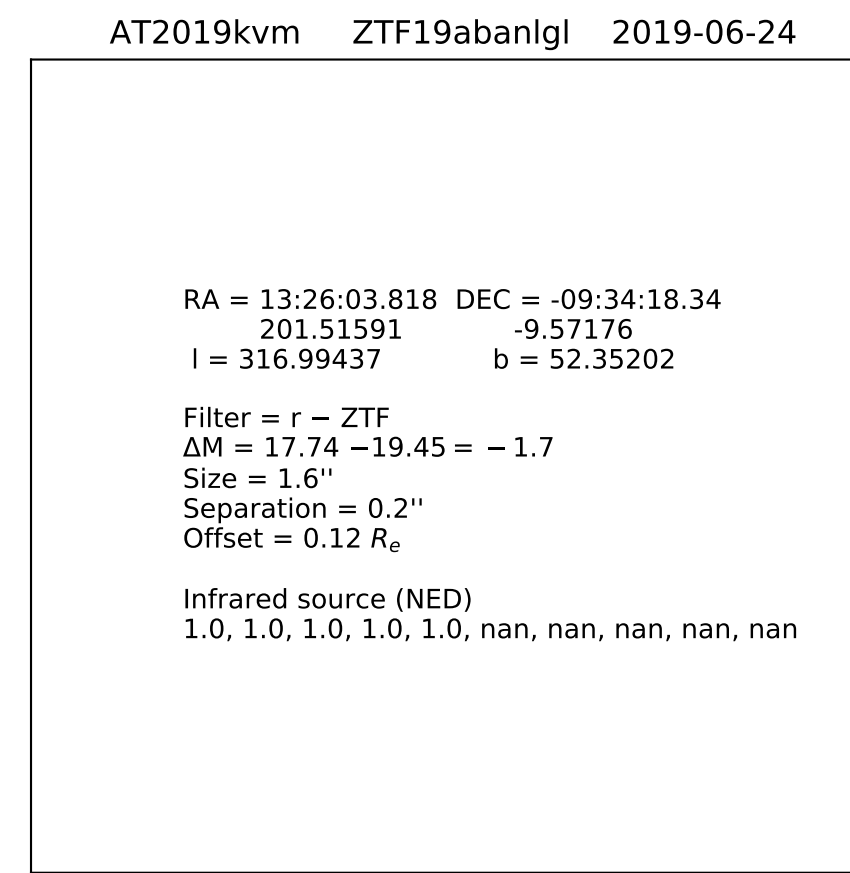 AT2019kvm ZTF19abanlgl 2019-06-24
RA = 13:26:03.818 DEC = -09:34:18.34
201.51591 -9.57176
l = 316.99437 b = 52.35202
Filter = r − ZTF
ΔM = 17.74 −19.45 = − 1.7
Size = 1.6''
Separation = 0.2''
Offset = 0.12 Re
Infrared source (NED)
1.0, 1.0, 1.0, 1.0, 1.0, nan, nan, nan, nan, nan